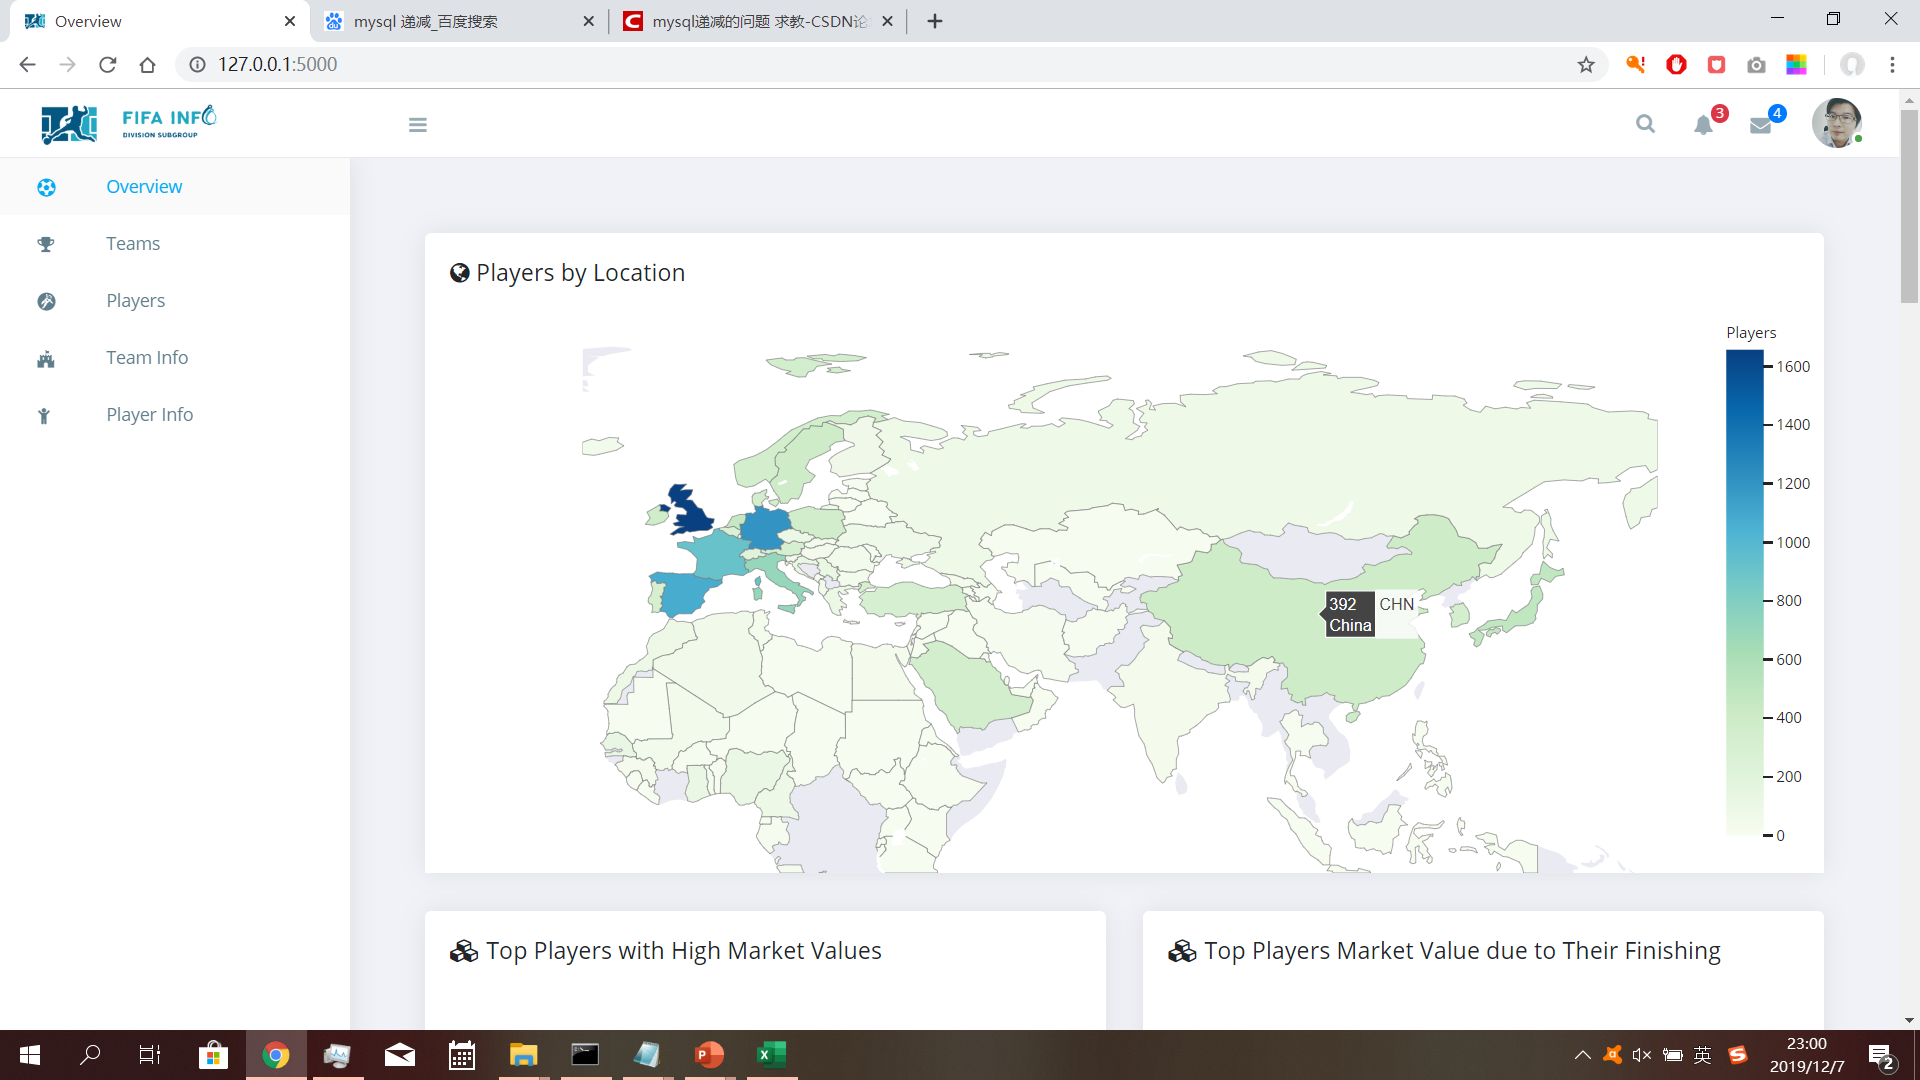 Overview
mysql 递减_百度搜索
mysql递减的问题 求教-CSDN论
127.0.0.1:5000
FIFA INFO
DIVISION SUBGROUP
3
4
Overview
Teams
Players
Team Info
Player Info
Players by Location
Players
1600
1400
1200
1000
800
600
400
200
0
392 CHN
China
Top Players with High Market Values
Top Players Market Value due to Their Finishing
英
23:00
2019/12/7
2